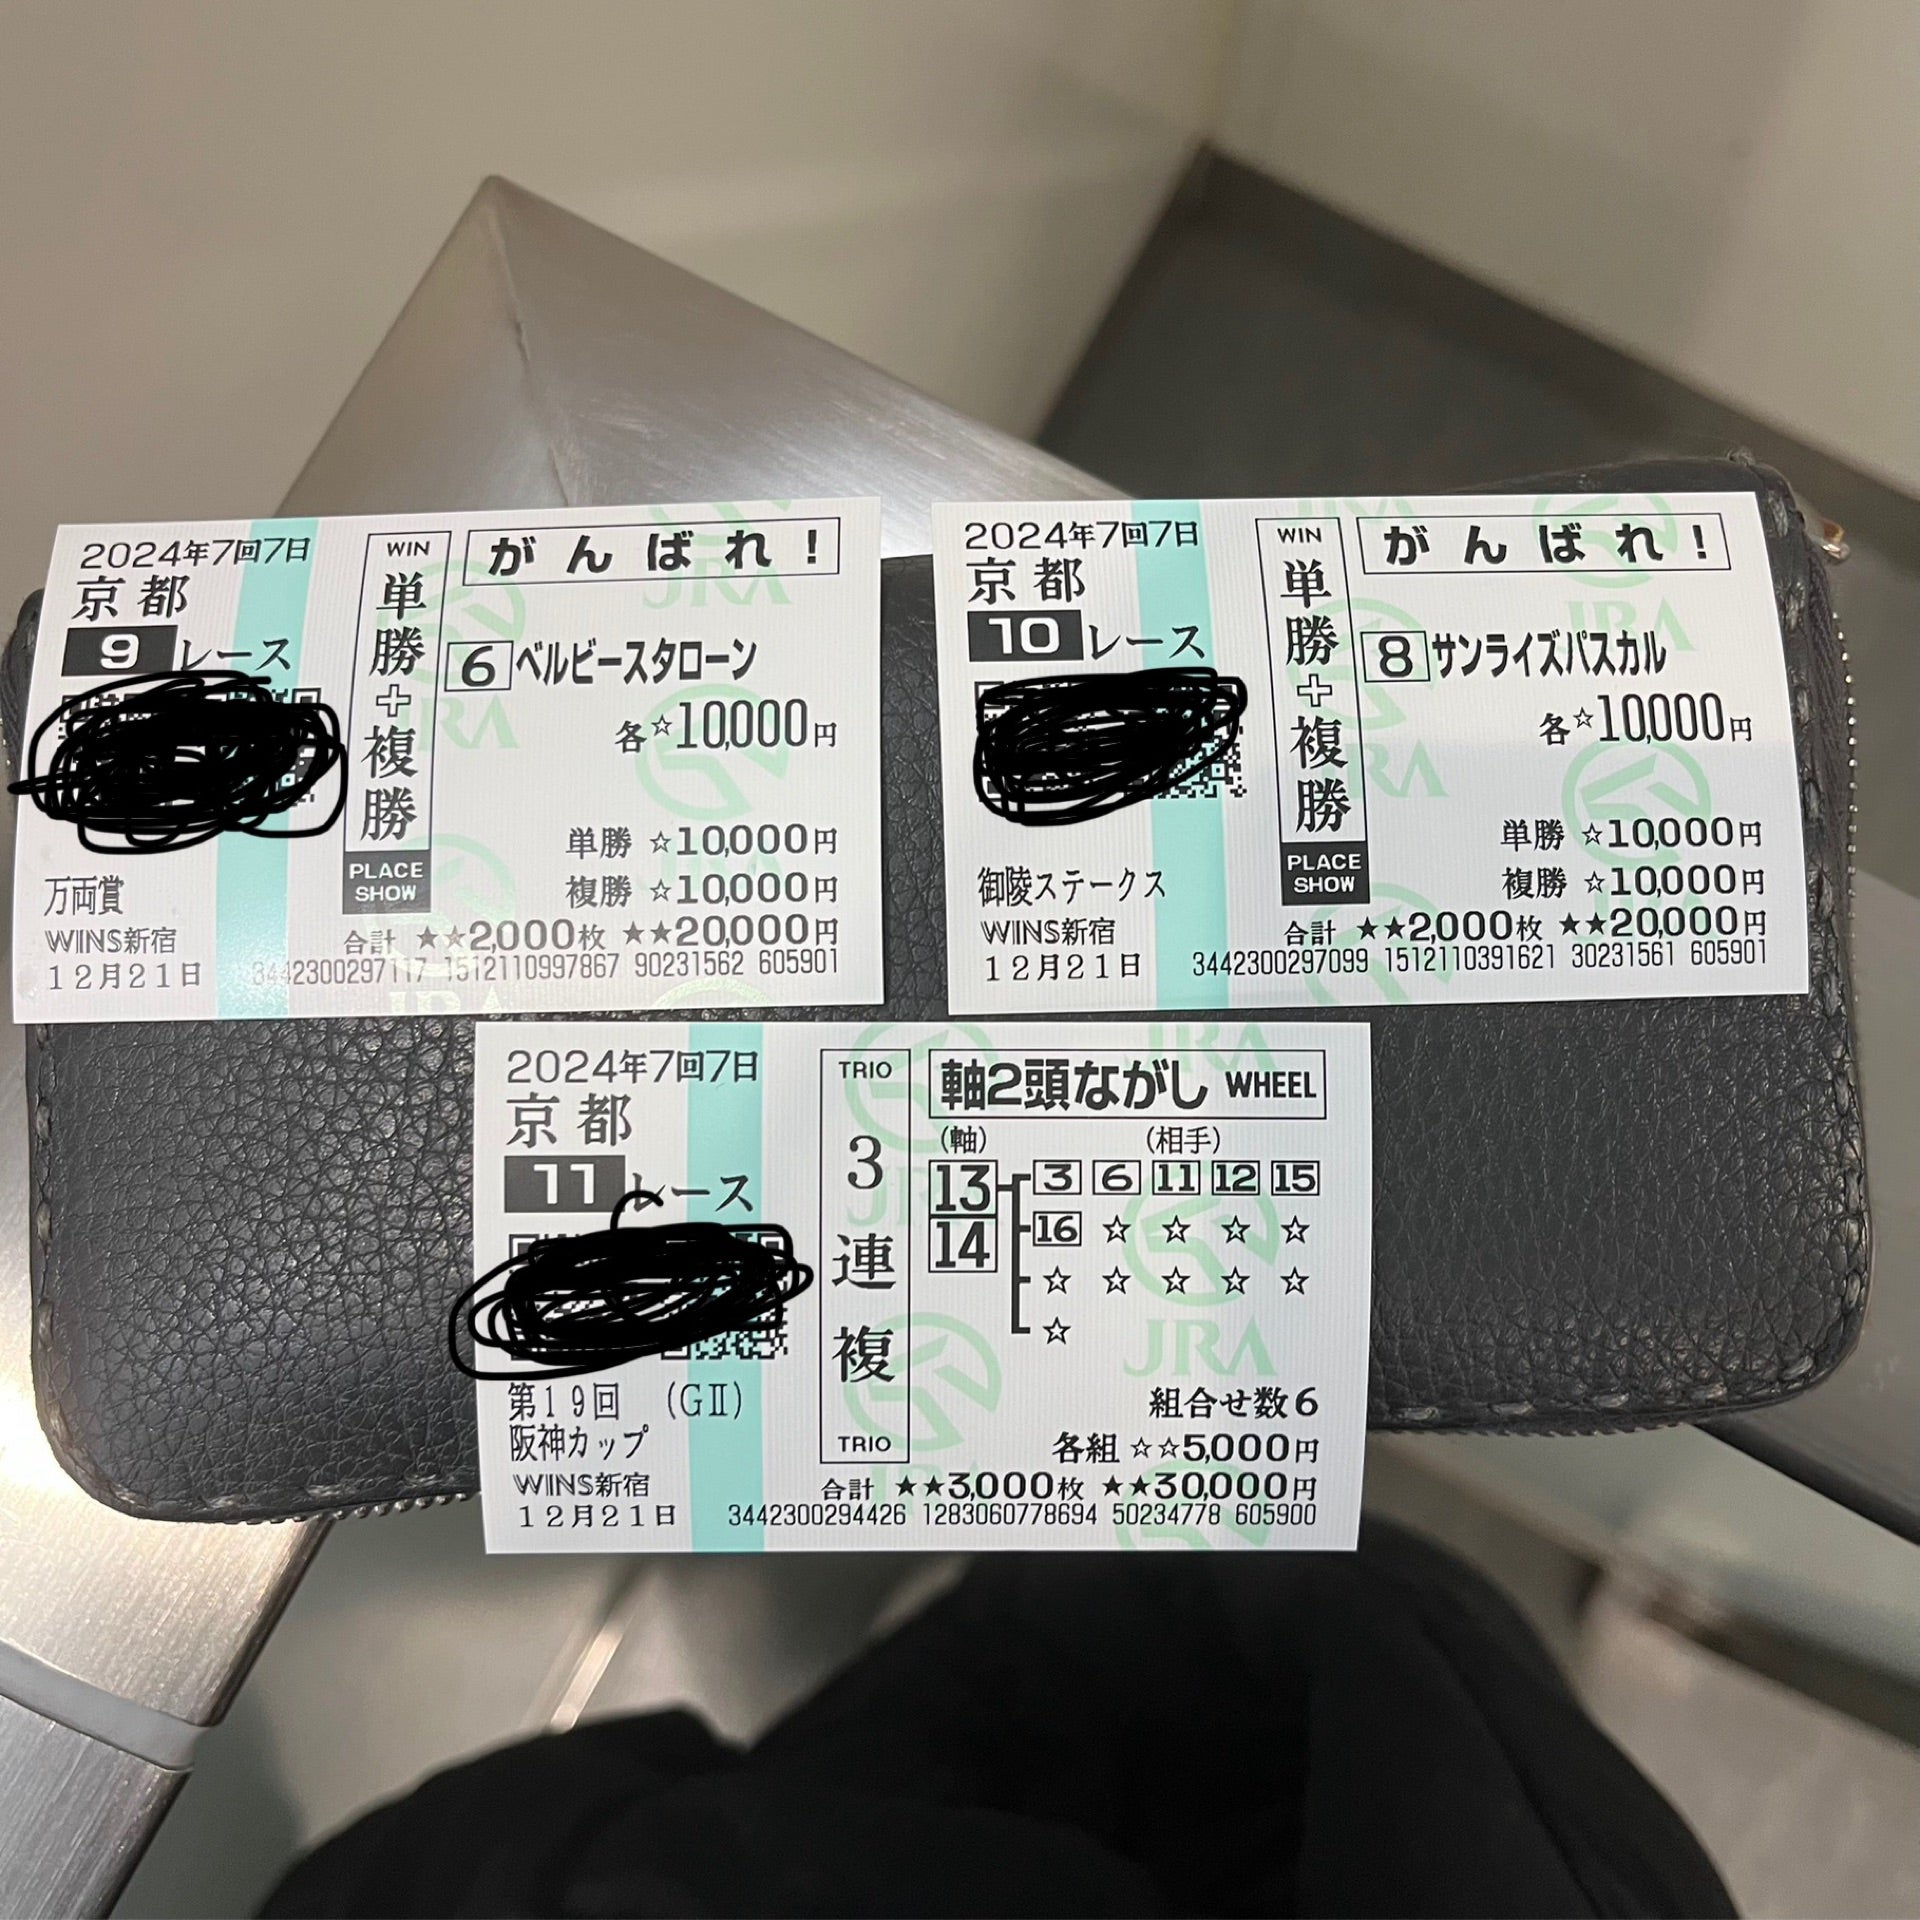 2024年7回7日
京都
9 レース
万両賞
WINS新宿
12月21日
WIN
単勝+複勝
PLACE
SHOW
がんばれ!
6 ベルビースタローン
各☆10,000円
単勝 ☆10,000円
複勝 ☆10,000円
合計 ★★2,000枚 ★★20,000円
3442300297117 1512110997867 90231562 605901
JRA
2024年7回7日
京都
10 レース
御陵ステークス
WINS新宿
12月21日
WIN
単勝+複勝
PLACE
SHOW
がんばれ!
8 サンライズパスカル
各☆10,000円
単勝 ☆10,000円
複勝 ☆10,000円
合計 ★★2,000枚 ★★20,000円
3442300297099 1512110391621 30231561 605901
JRA
2024年7回7日
京都
11 レース
第19回 (GⅡ)
阪神カップ
WINS新宿
12月21日
TRIO
3連複
TRIO
軸2頭ながし WHEEL
(軸) (相手)
13 3 6 11 12 15
14 16 ☆ ☆ ☆ ☆
☆ ☆ ☆ ☆ ☆
☆
JRA
組合せ数6
各組 ☆☆5,000円
合計 ★★3,000枚 ★★30,000円
3442300294426 1283060778694 50234778 605900